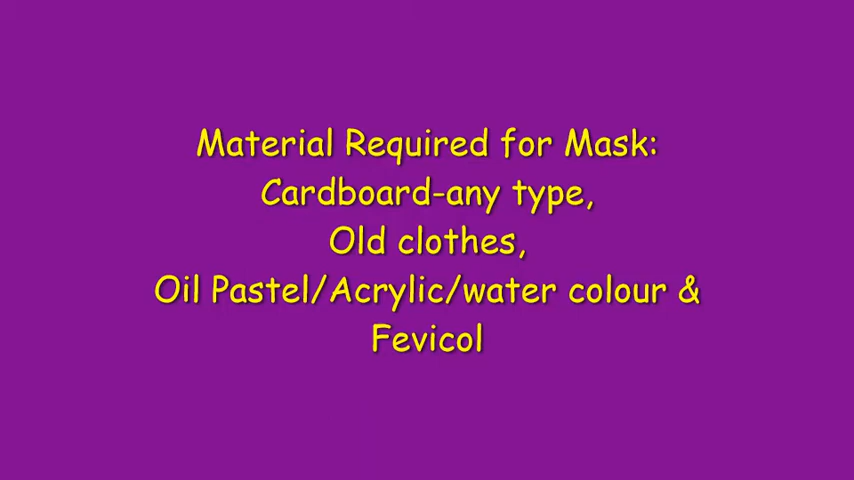 Material Required for Mask:
Cardboard-any type,
Old clothes,
Oil Pastel/Acrylic/water colour &
Fevicol